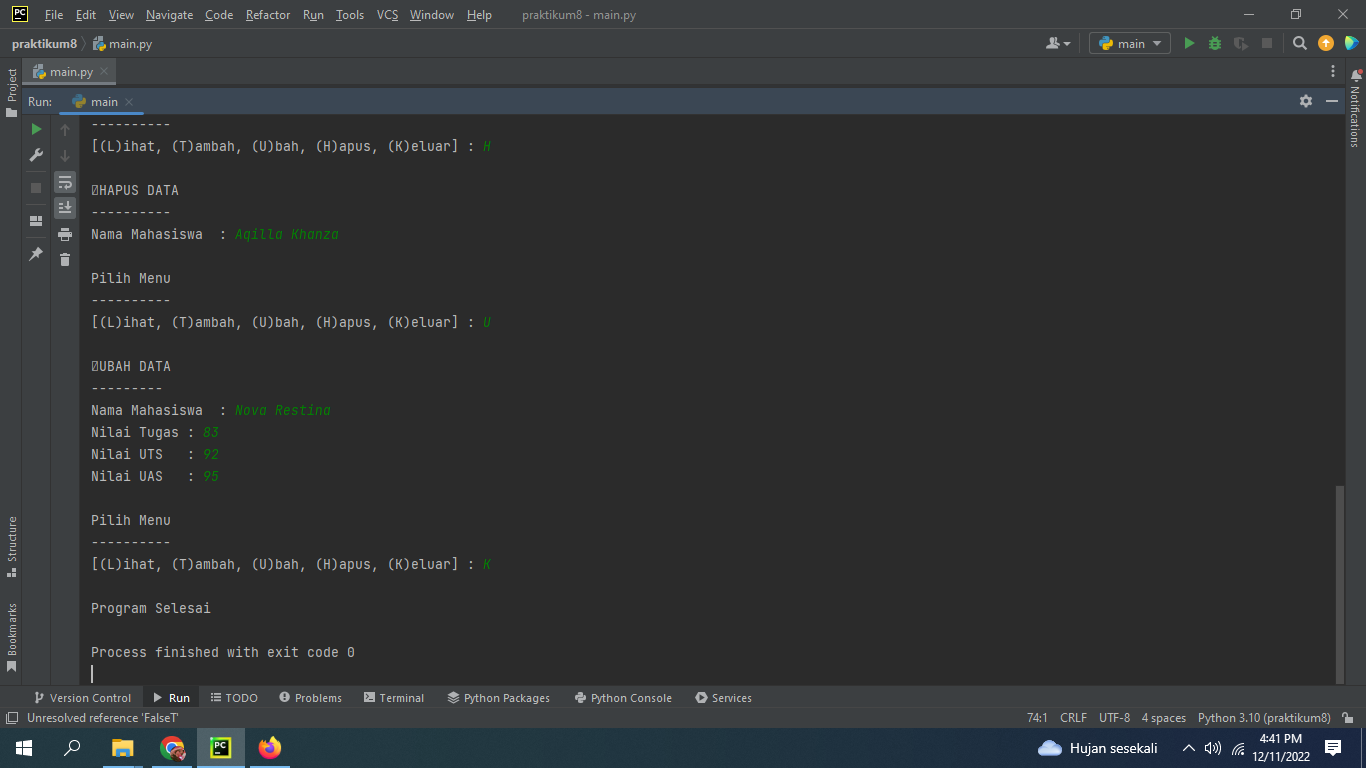 PC File Edit View Navigate Code Refactor Run Tools VCS Window Help praktikum8 - main.py
praktikum8 main.py main
main.py
Project
Run: main
Notifications
----------
[(L)ihat, (T)ambah, (U)bah, (H)apus, (K)eluar] : H
HAPUS DATA
----------
Nama Mahasiswa  : Aqilla Khanza
Pilih Menu
----------
[(L)ihat, (T)ambah, (U)bah, (H)apus, (K)eluar] : U
UBAH DATA
---------
Nama Mahasiswa  : Nova Restina
Nilai Tugas : 83
Nilai UTS   : 92
Nilai UAS   : 95
Pilih Menu
----------
[(L)ihat, (T)ambah, (U)bah, (H)apus, (K)eluar] : K
Program Selesai
Process finished with exit code 0
Structure
Bookmarks
Version Control Run TODO Problems Terminal Python Packages Python Console Services
Unresolved reference 'FalseT' 74:1 CRLF UTF-8 4 spaces Python 3.10 (praktikum8)
PC Hujan sesekali 4:41 PM
12/11/2022